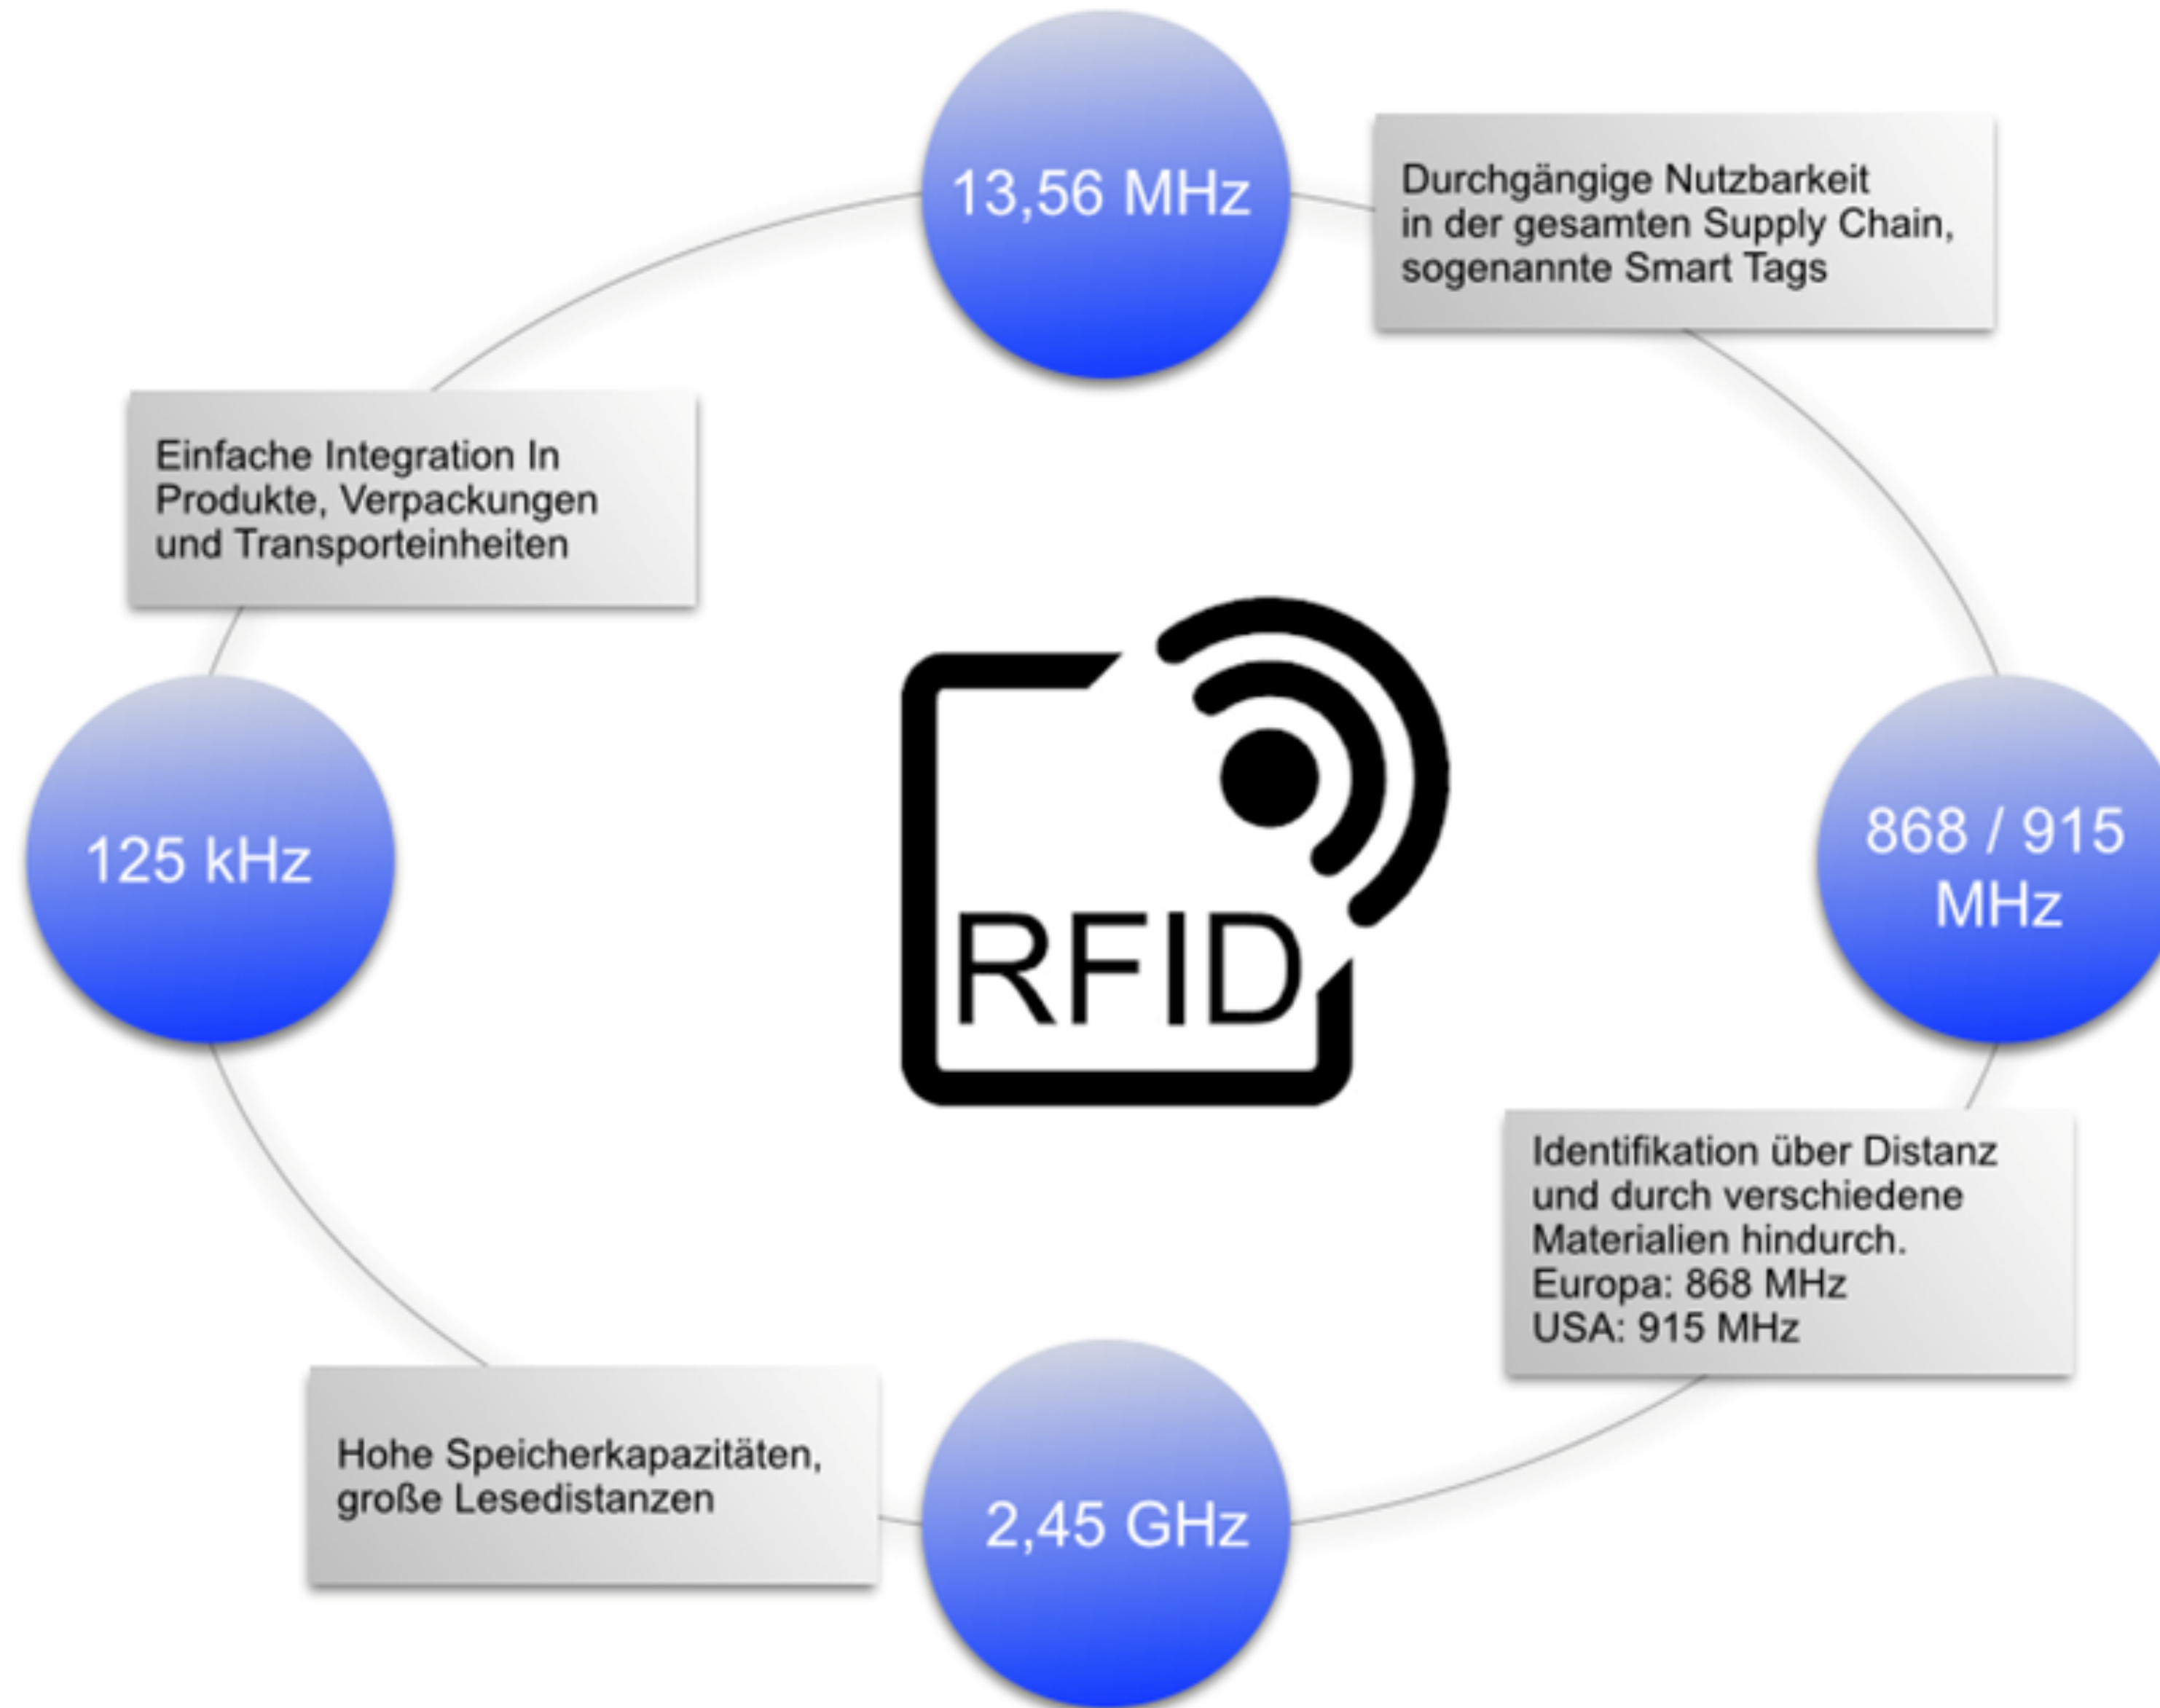 13,56 MHz
Durchgängige Nutzbarkeit
in der gesamten Supply Chain,
sogenannte Smart Tags
Einfache Integration In
Produkte, Verpackungen
und Transporteinheiten
125 kHz
RFID
868 / 915
MHz
Identifikation über Distanz
und durch verschiedene
Materialien hindurch.
Europa: 868 MHz
USA: 915 MHz
Hohe Speicherkapazitäten,
große Lesedistanzen
2,45 GHz